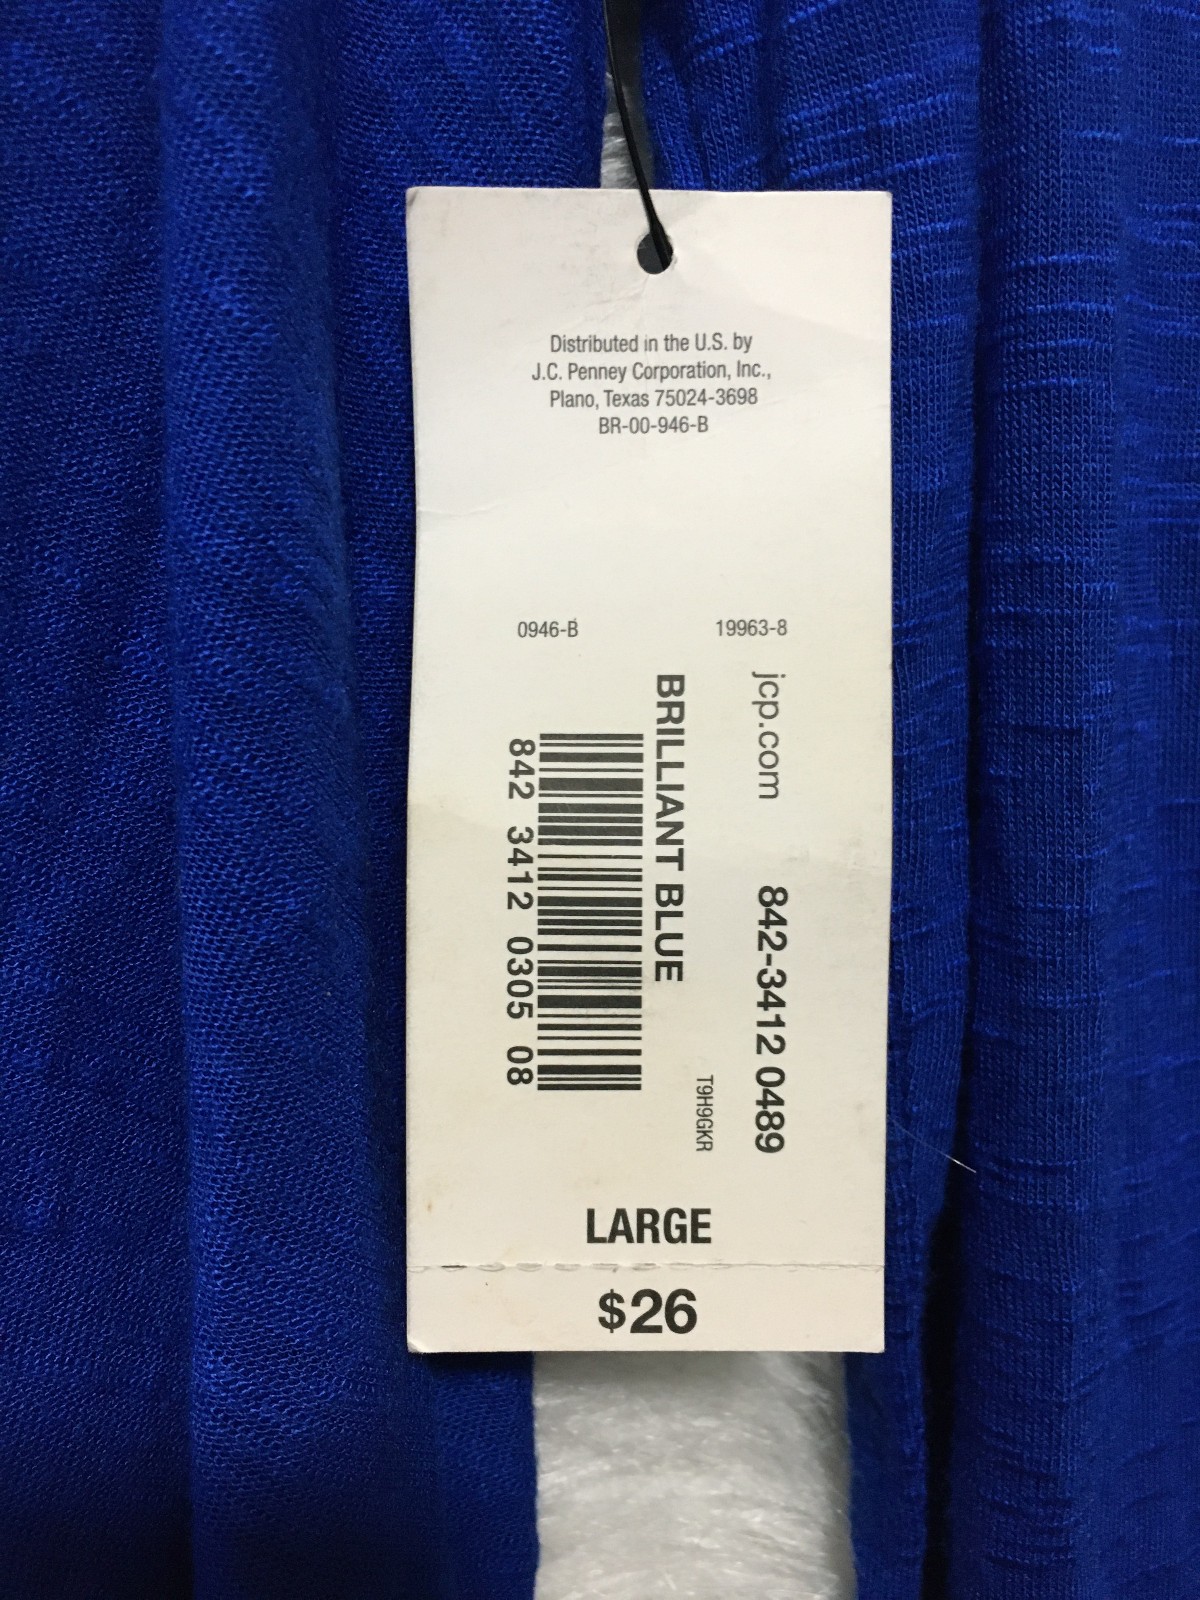 Distributed in the U.S. by
J.C. Penney Corporation, Inc.,
Plano, Texas 75024-3698
BR-00-946-B
0946-B
19963-8
jcp.com 842-3412 0489
T9H9GKR
BRILLIANT BLUE
842 3412 0305 08
LARGE
$26